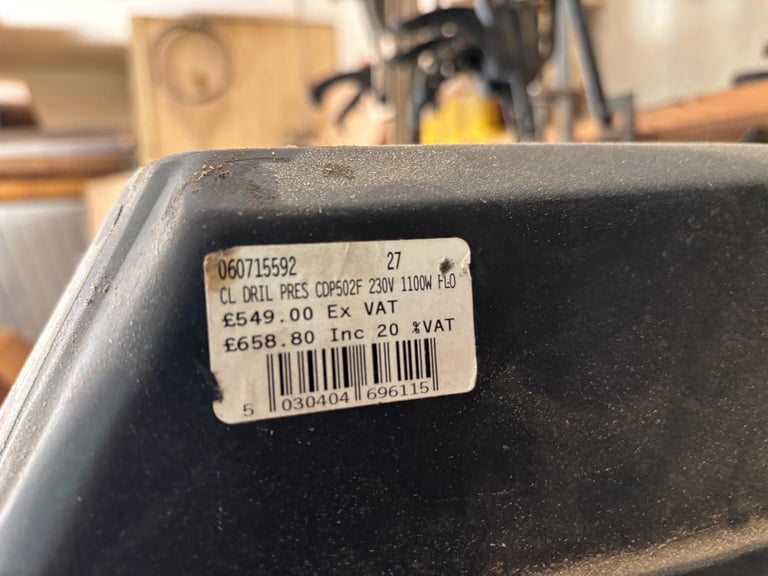 060715592 27
CL DRIL PRES CDP502F 230V 1100W FLO
£549.00 Ex VAT
£658.80 Inc 20 %VAT
5 030404 696115